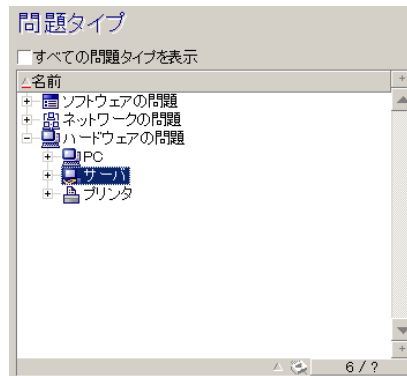 問題タイプ
すべての問題タイプを表示
名前
ソフトウェアの問題
ネットワークの問題
ハードウェアの問題
PC
サーバ
プリンタ
6 / ?